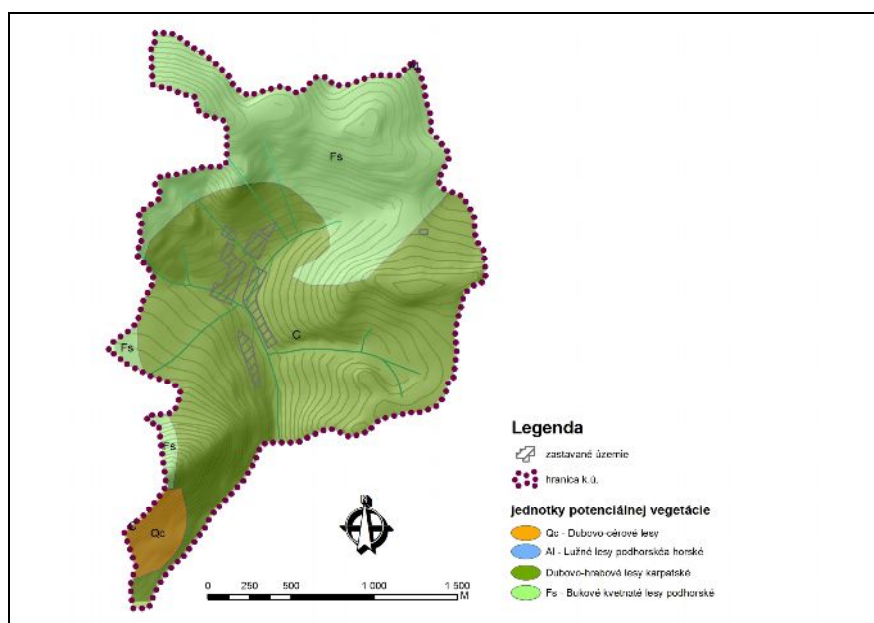 Fs
C
Fs
Fs
Qc
Legenda
zastavané územie
hranica k.ú.
jednotky potenciálnej vegetácie
Qc - Dubovo-cérové lesy
Al - Lužné lesy podhorskéa horské
Dubovo-hrabové lesy karpatské
Fs - Bukové kvetnaté lesy podhorské
0 250 500 1 000 1 500
M